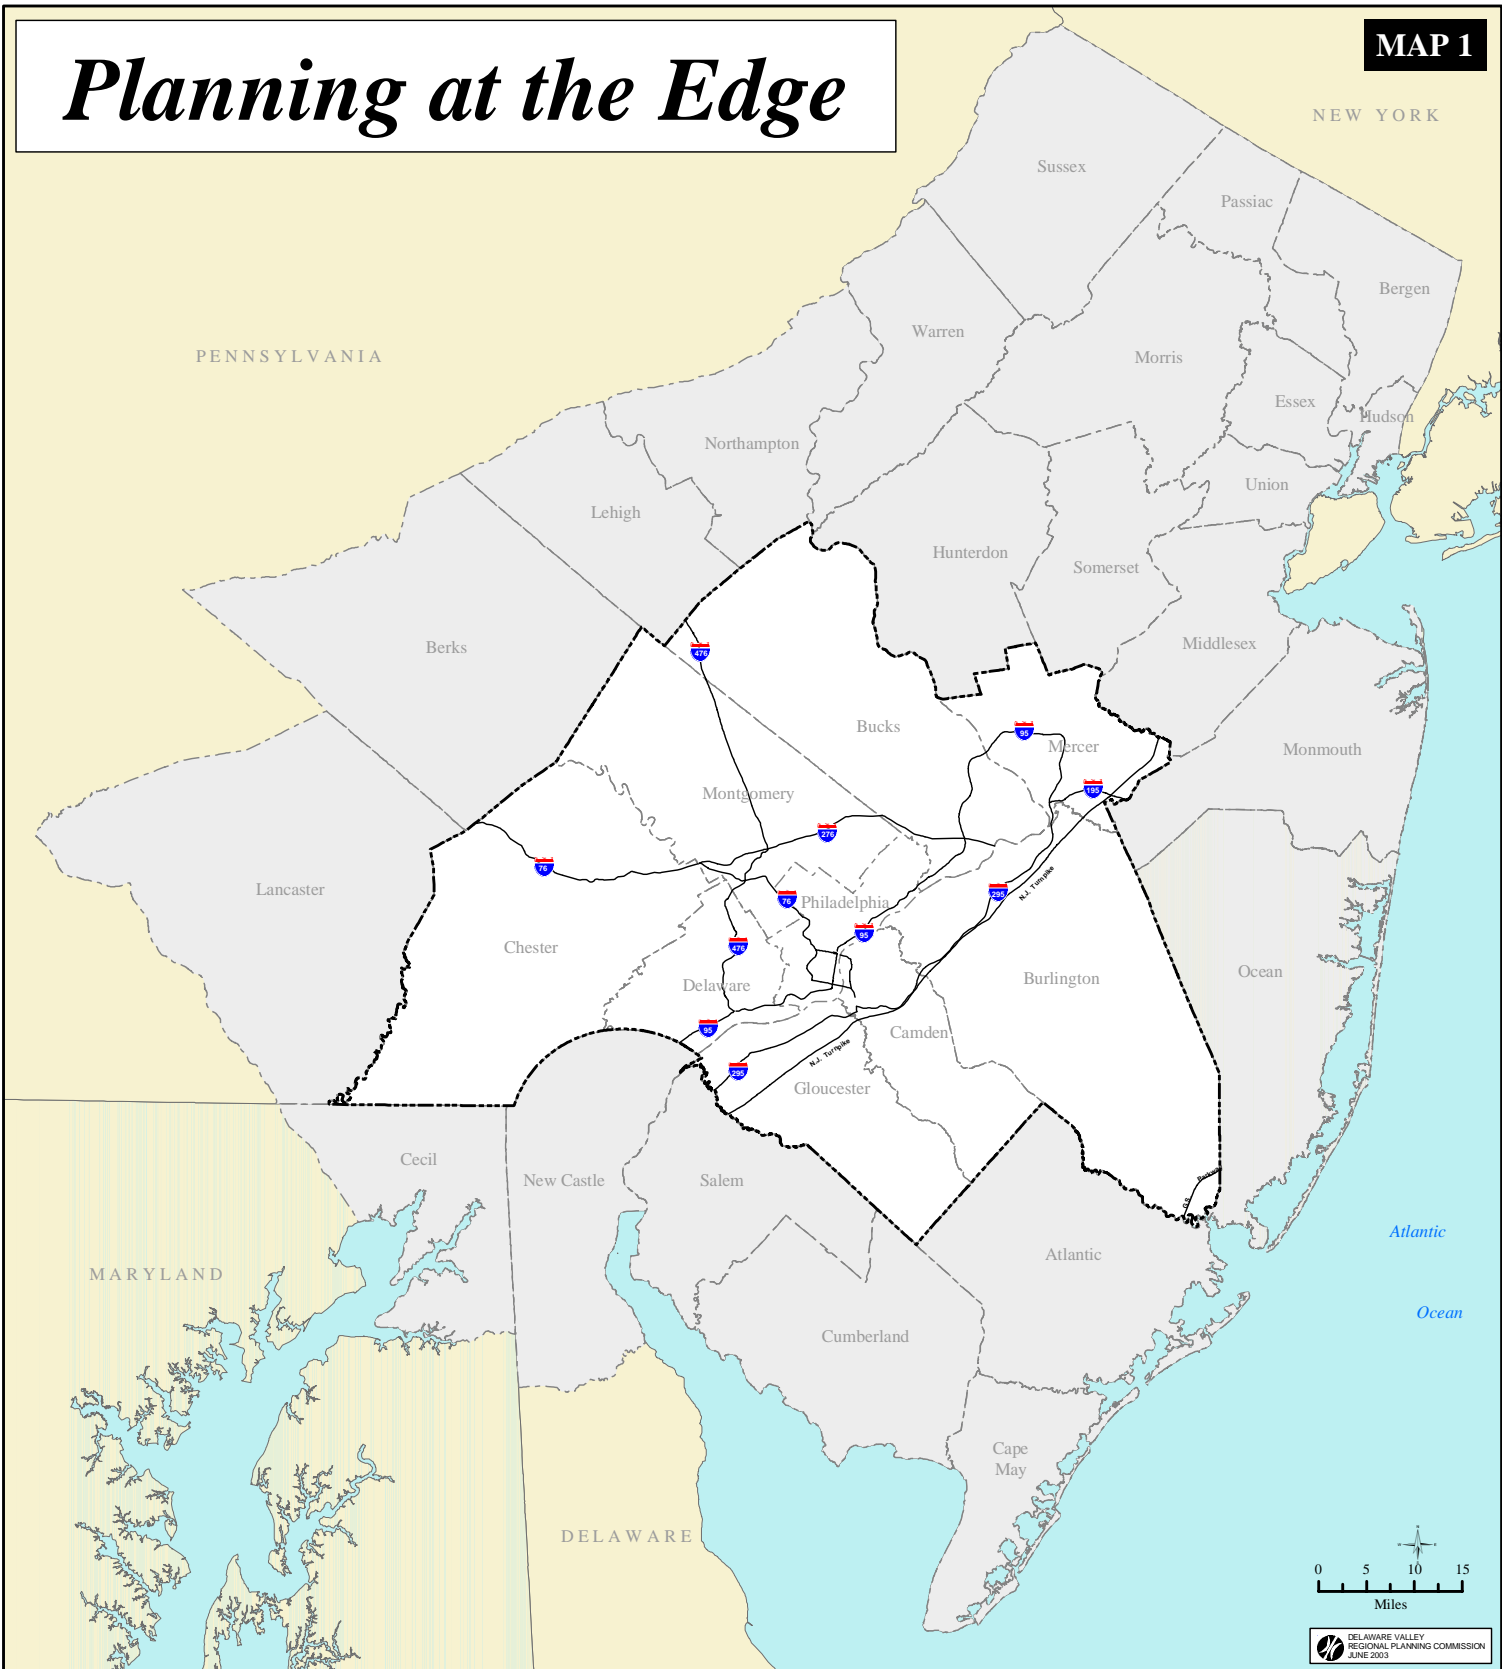 Planning at the Edge
MAP 1
NEW YORK
Sussex
Passiac
Bergen
Warren
PENNSYLVANIA
Morris
Essex
Hudson
Northampton
Union
Lehigh
Hunterdon
Somerset
Berks
476
Middlesex
Bucks
95
Mercer
Monmouth
Montgomery
195
276
76
Lancaster
76
Philadelphia
295
N.J. Turnpike
95
476
Chester
Ocean
Delaware
Burlington
95
Camden
N.J. Turnpike
295
Gloucester
Cecil
New Castle
Salem
G.S. Parkway
Atlantic
Atlantic
MARYLAND
Ocean
Cumberland
Cape
May
DELAWARE
N
W E
S
0 5 10 15
Miles
DELAWARE VALLEY
REGIONAL PLANNING COMMISSION
JUNE 2003